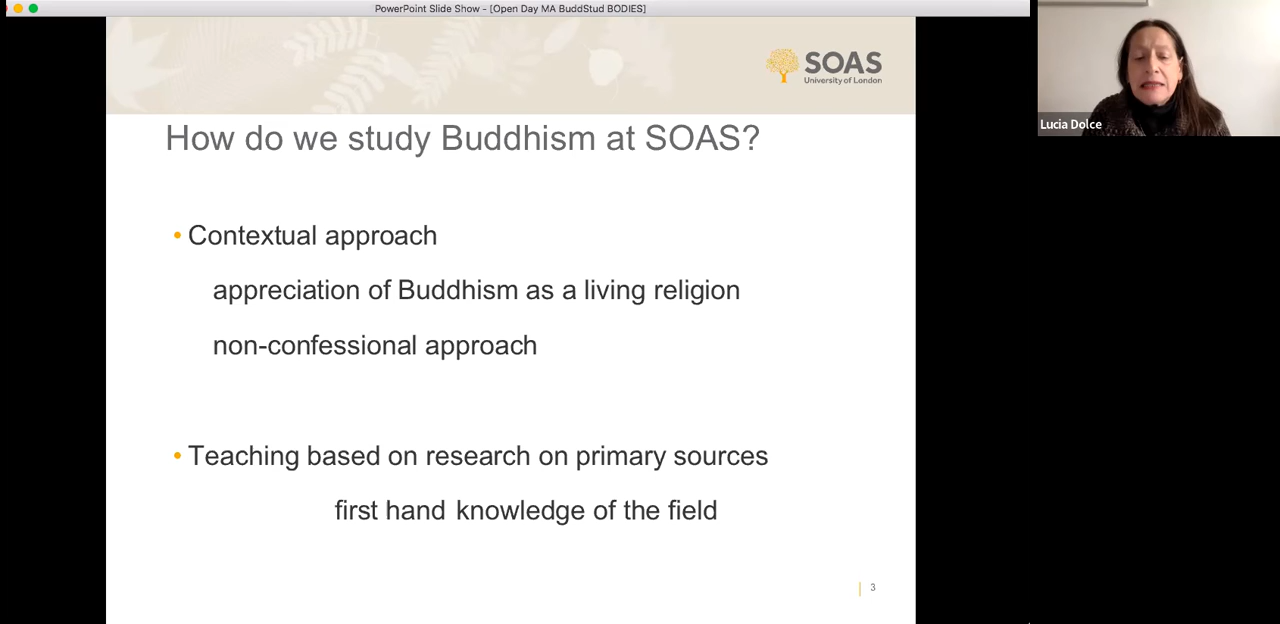 PowerPoint Slide Show - [Open Day MA BuddStud BODIES]
SOAS
University of London
Lucia Dolce
How do we study Buddhism at SOAS?
• Contextual approach
appreciation of Buddhism as a living religion
non-confessional approach
• Teaching based on research on primary sources
first hand knowledge of the field
3